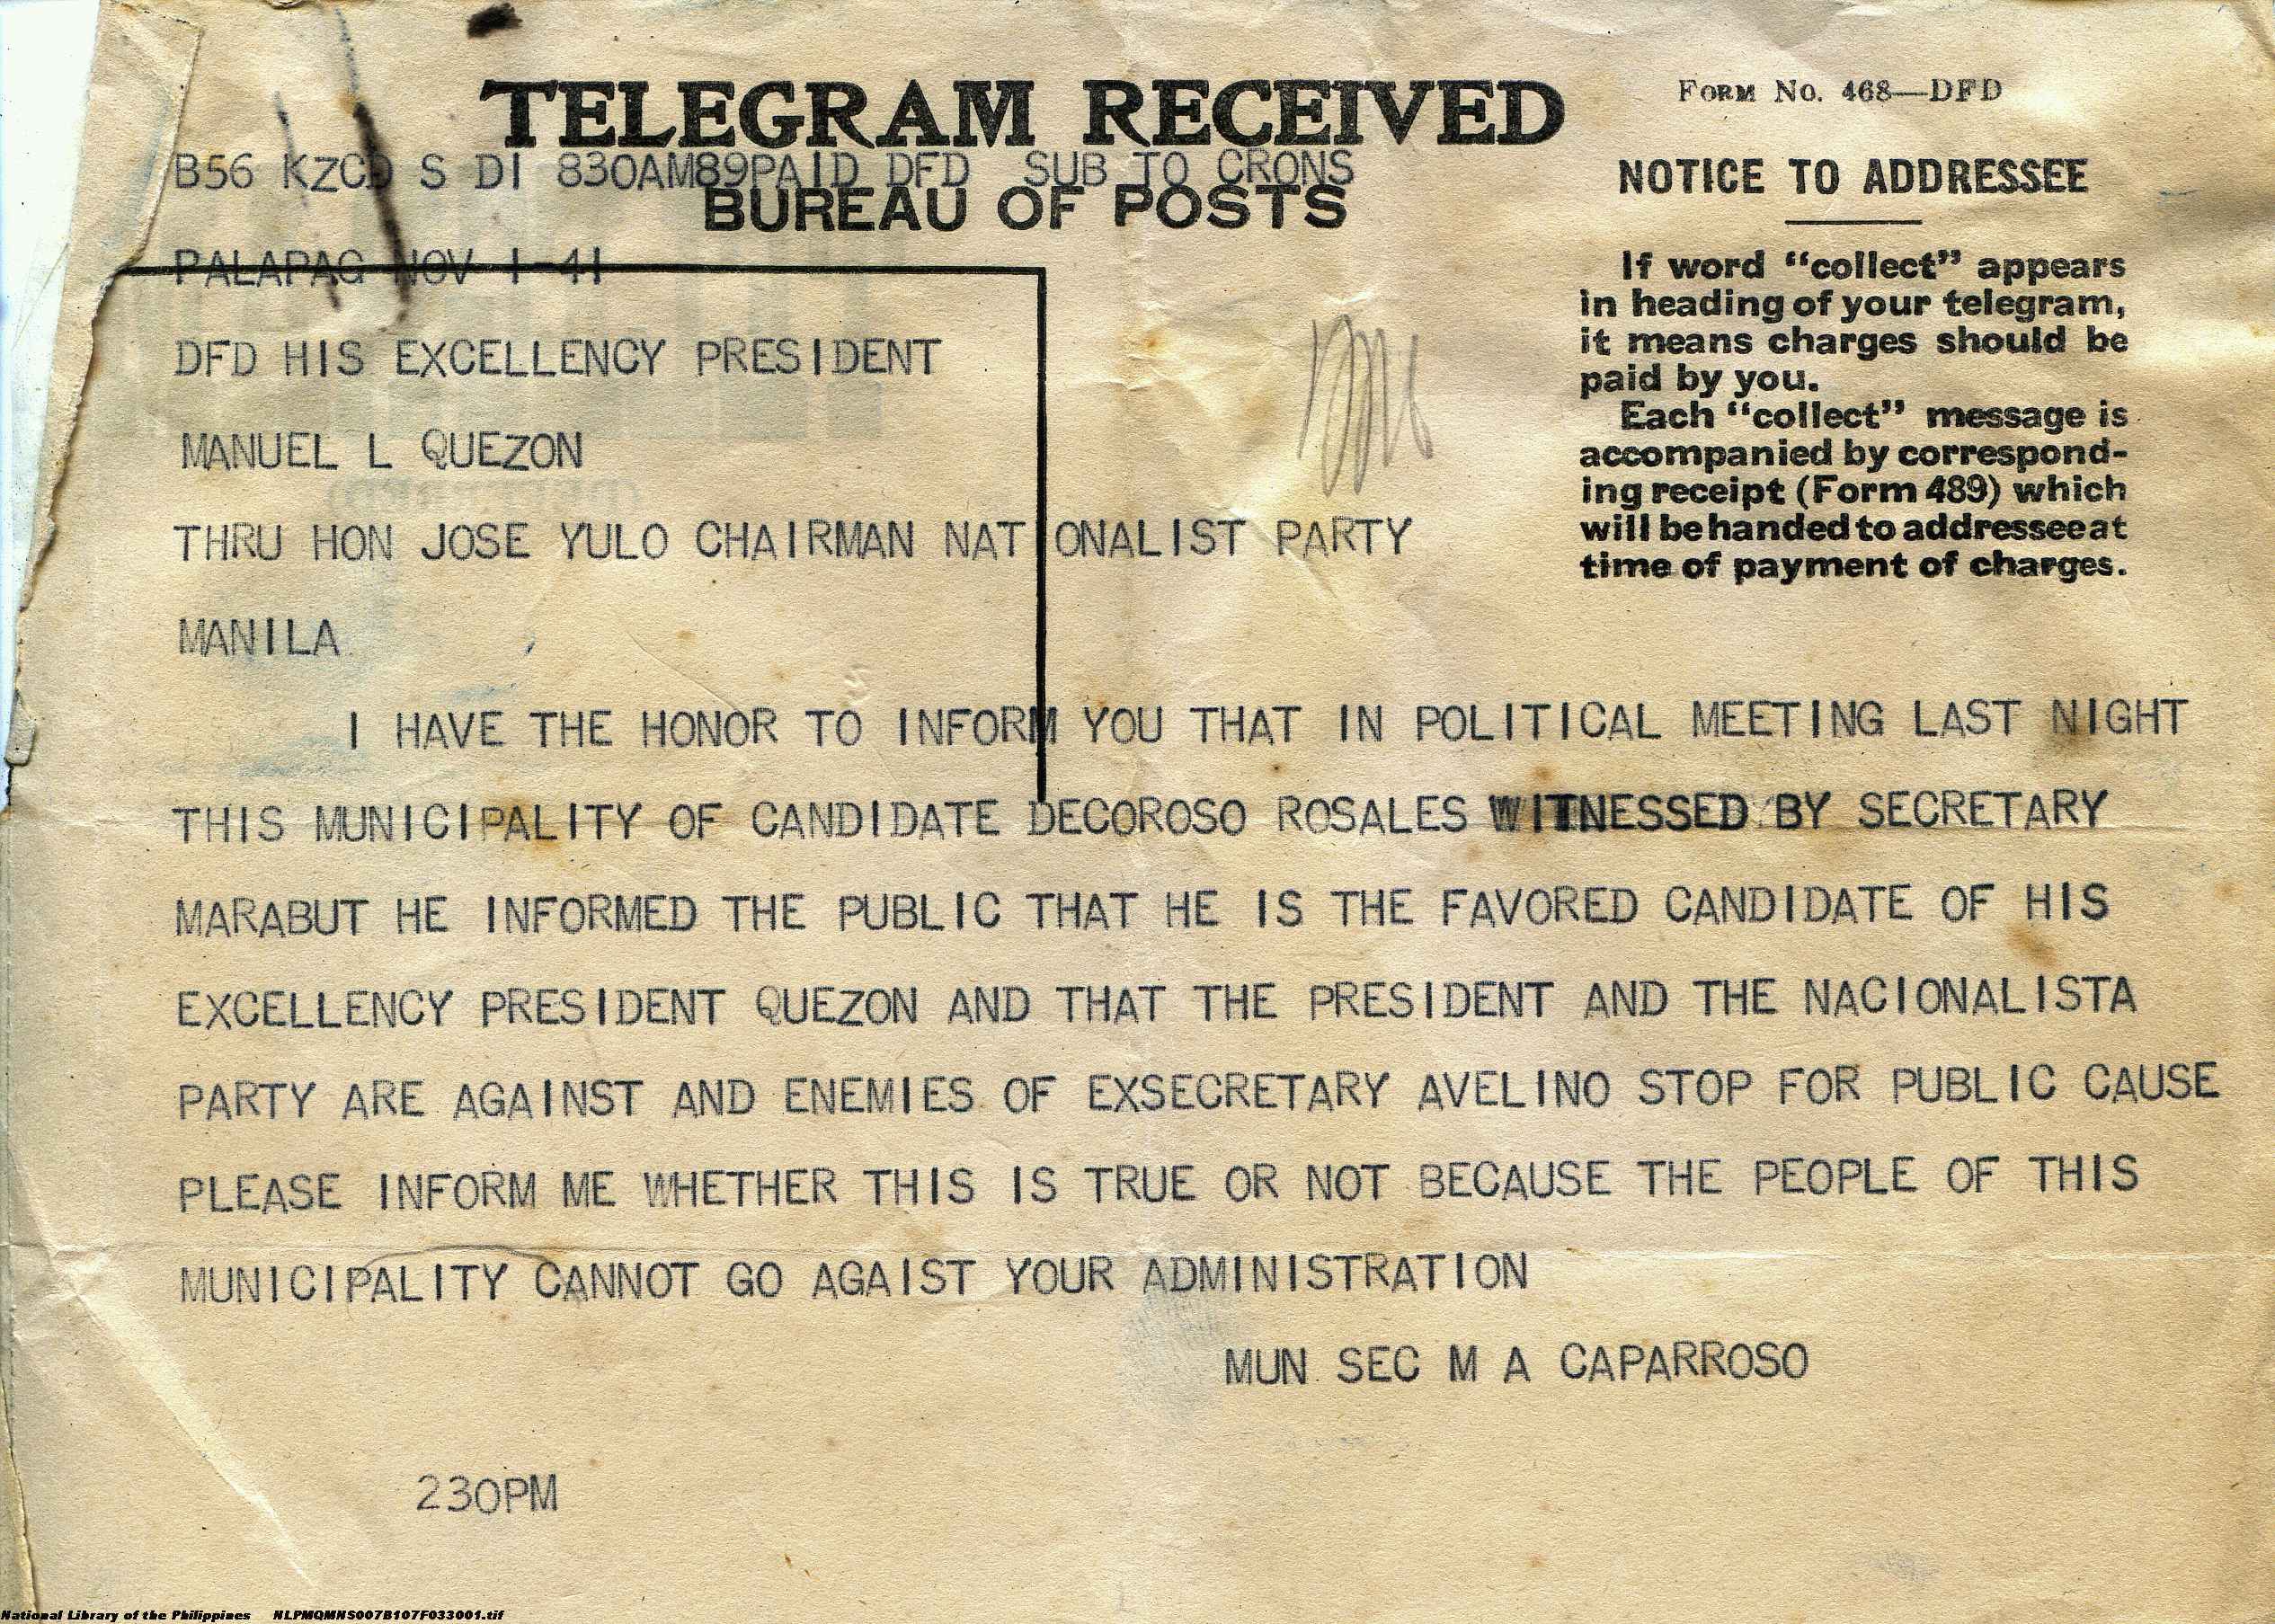 TELEGRAM RECEIVED
FORM NO. 468—DFD
B56 KZCD S DI 830AM89PAID DFD SUB TO CRONS
BUREAU OF POSTS
PALAPAG NOV 1-41
DFD HIS EXCELLENCY PRESIDENT
MANUEL L QUEZON
THRU HON JOSE YULO CHAIRMAN NATIONALIST PARTY
MANILA
NOTICE TO ADDRESSEE
If word “collect” appears
in heading of your telegram,
it means charges should be
paid by you.
Each “collect” message is
accompanied by correspond-
ing receipt (Form 489) which
will be handed to addressee at
time of payment of charges.
I HAVE THE HONOR TO INFORM YOU THAT IN POLITICAL MEETING LAST NIGHT
THIS MUNICIPALITY OF CANDIDATE DECOROSO ROSALES WITNESSED BY SECRETARY
MARABUT HE INFORMED THE PUBLIC THAT HE IS THE FAVORED CANDIDATE OF HIS
EXCELLENCY PRESIDENT QUEZON AND THAT THE PRESIDENT AND THE NACIONALISTA
PARTY ARE AGAINST AND ENEMIES OF EXSECRETARY AVELINO STOP FOR PUBLIC CAUSE
PLEASE INFORM ME WHETHER THIS IS TRUE OR NOT BECAUSE THE PEOPLE OF THIS
MUNICIPALITY CANNOT GO AGAIST YOUR ADMINISTRATION
MUN SEC M A CAPARROSO
230PM
National Library of the Philippines NLPMQMNS007B107F033001.tif